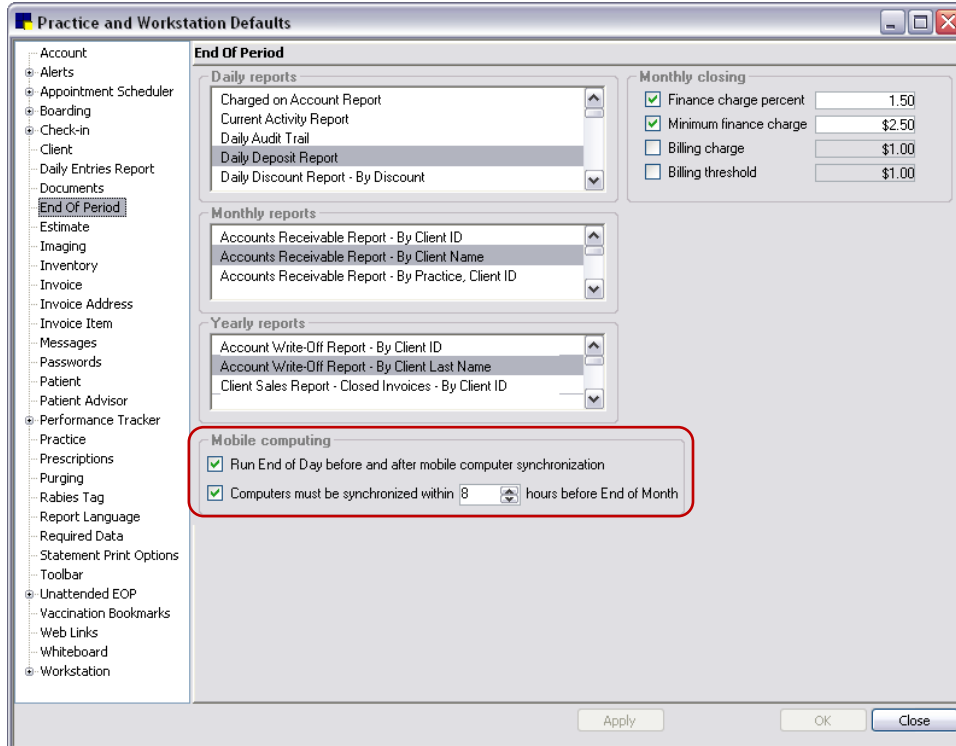 Practice and Workstation Defaults
Account
Alerts
Appointment Scheduler
Boarding
Check-in
Client
Daily Entries Report
Documents
End Of Period
Estimate
Imaging
Inventory
Invoice
Invoice Address
Invoice Item
Messages
Passwords
Patient
Patient Advisor
Performance Tracker
Practice
Prescriptions
Purging
Rabies Tag
Report Language
Required Data
Statement Print Options
Toolbar
Unattended EOP
Vaccination Bookmarks
Web Links
Whiteboard
Workstation
End Of Period
Daily reports
Charged on Account Report
Current Activity Report
Daily Audit Trail
Daily Deposit Report
Daily Discount Report - By Discount
Monthly reports
Accounts Receivable Report - By Client ID
Accounts Receivable Report - By Client Name
Accounts Receivable Report - By Practice, Client ID
Yearly reports
Account Write-Off Report - By Client ID
Account Write-Off Report - By Client Last Name
Client Sales Report - Closed Invoices - By Client ID
Mobile computing
Run End of Day before and after mobile computer synchronization
Computers must be synchronized within 8 hours before End of Month
Monthly closing
Finance charge percent 1.50
Minimum finance charge $2.50
Billing charge $1.00
Billing threshold $1.00
Apply OK Close